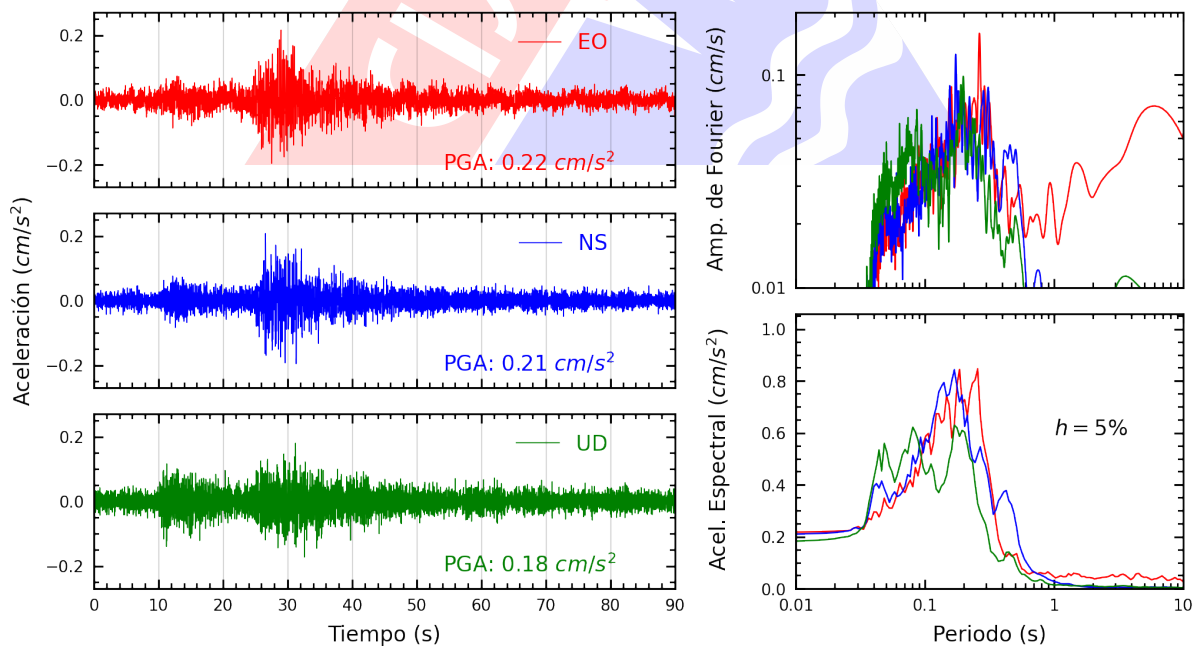 Aceleración (cm/s²)
0.2
0.0
−0.2
EO
PGA: 0.22 cm/s²
0.2
0.0
−0.2
NS
PGA: 0.21 cm/s²
0.2
0.0
−0.2
UD
PGA: 0.18 cm/s²
0 10 20 30 40 50 60 70 80 90
Tiempo (s)
Amp. de Fourier (cm/s)
0.1
0.01
Acel. Espectral (cm/s²)
1.0
0.8
0.6
0.4
0.2
0.0
h = 5%
0.01 0.1 1 10
Periodo (s)